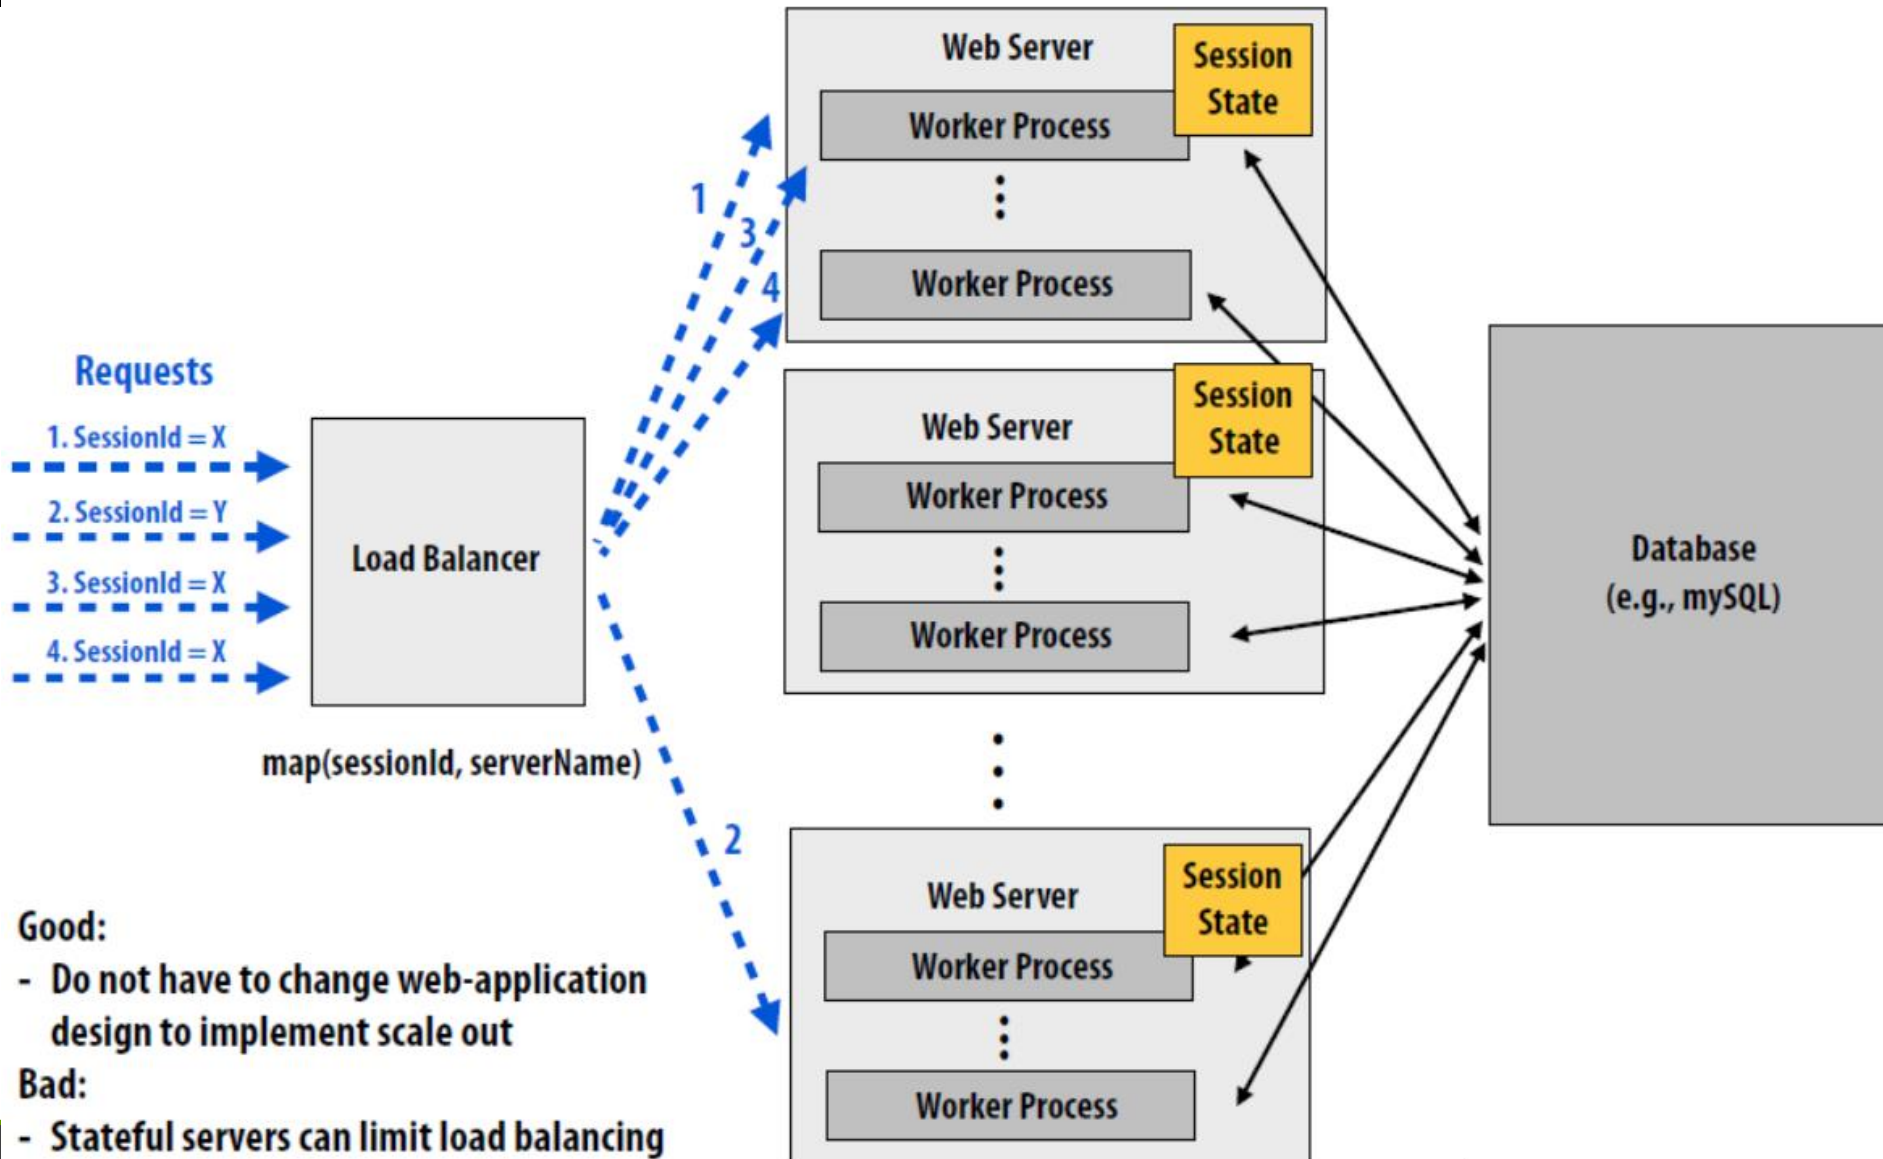 Requests
1. SessionId = X
2. SessionId = Y
3. SessionId = X
4. SessionId = X
Load Balancer
map(sessionId, serverName)
1
3
4
2
Web Server
Session
State
Worker Process
Worker Process
Web Server
Session
State
Worker Process
Worker Process
Web Server
Session
State
Worker Process
Worker Process
Database
(e.g., mySQL)
Good:
- Do not have to change web-application
design to implement scale out
Bad:
- Stateful servers can limit load balancing